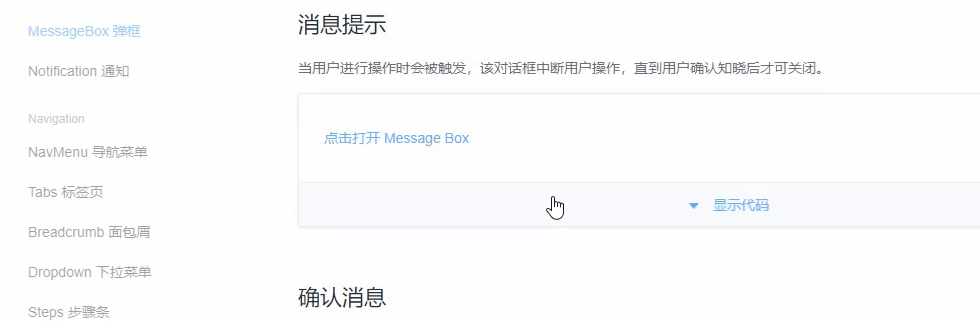 MessageBox 弹框
Notification 通知
Navigation
NavMenu 导航菜单
Tabs 标签页
Breadcrumb 面包屑
Dropdown 下拉菜单
Steps 步骤条
消息提示
当用户进行操作时会被触发，该对话框中断用户操作，直到用户确认知晓后才可关闭。
点击打开 Message Box
显示代码
确认消息